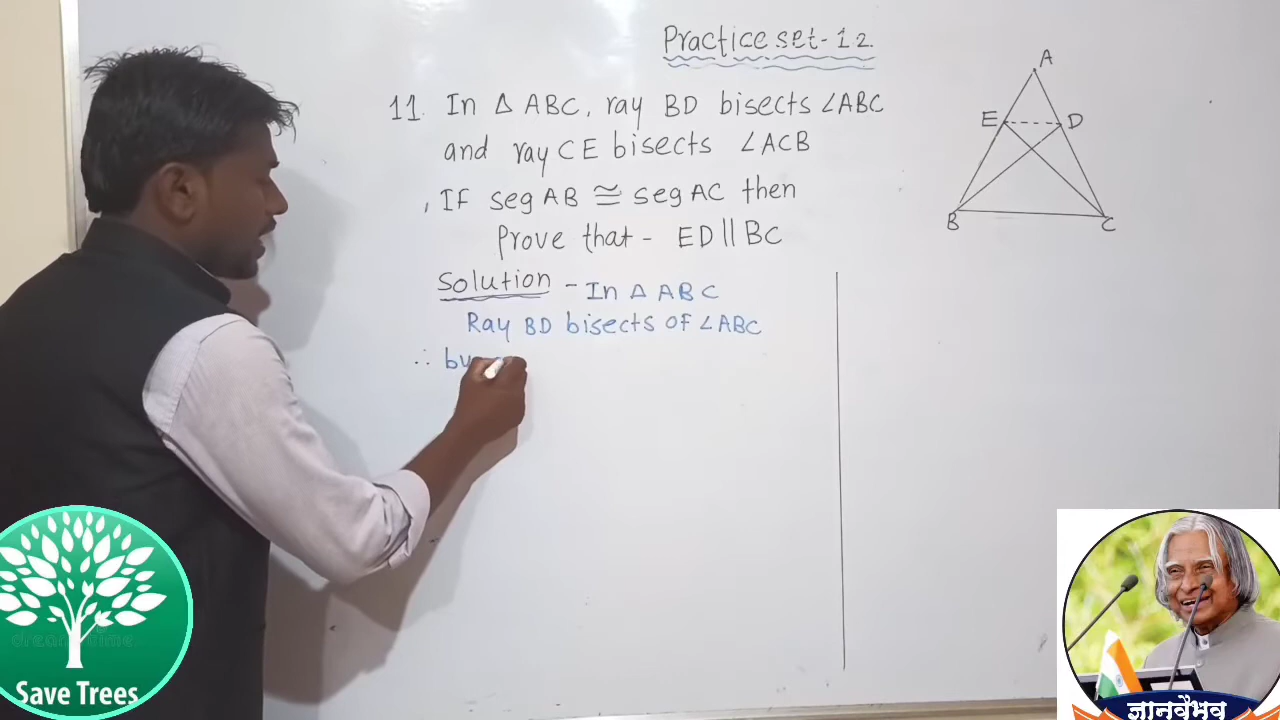 Practice set-1.2.
11. In Δ ABC, ray BD bisects ∠ABC
and ray CE bisects ∠ACB
, If seg AB ≅ seg AC then
Prove that - ED || BC
Solution - In Δ ABC
Ray BD bisects of ∠ABC
∴ by
A
E
D
B
C
dreamstime
Save Trees
ज्ञानवैभव